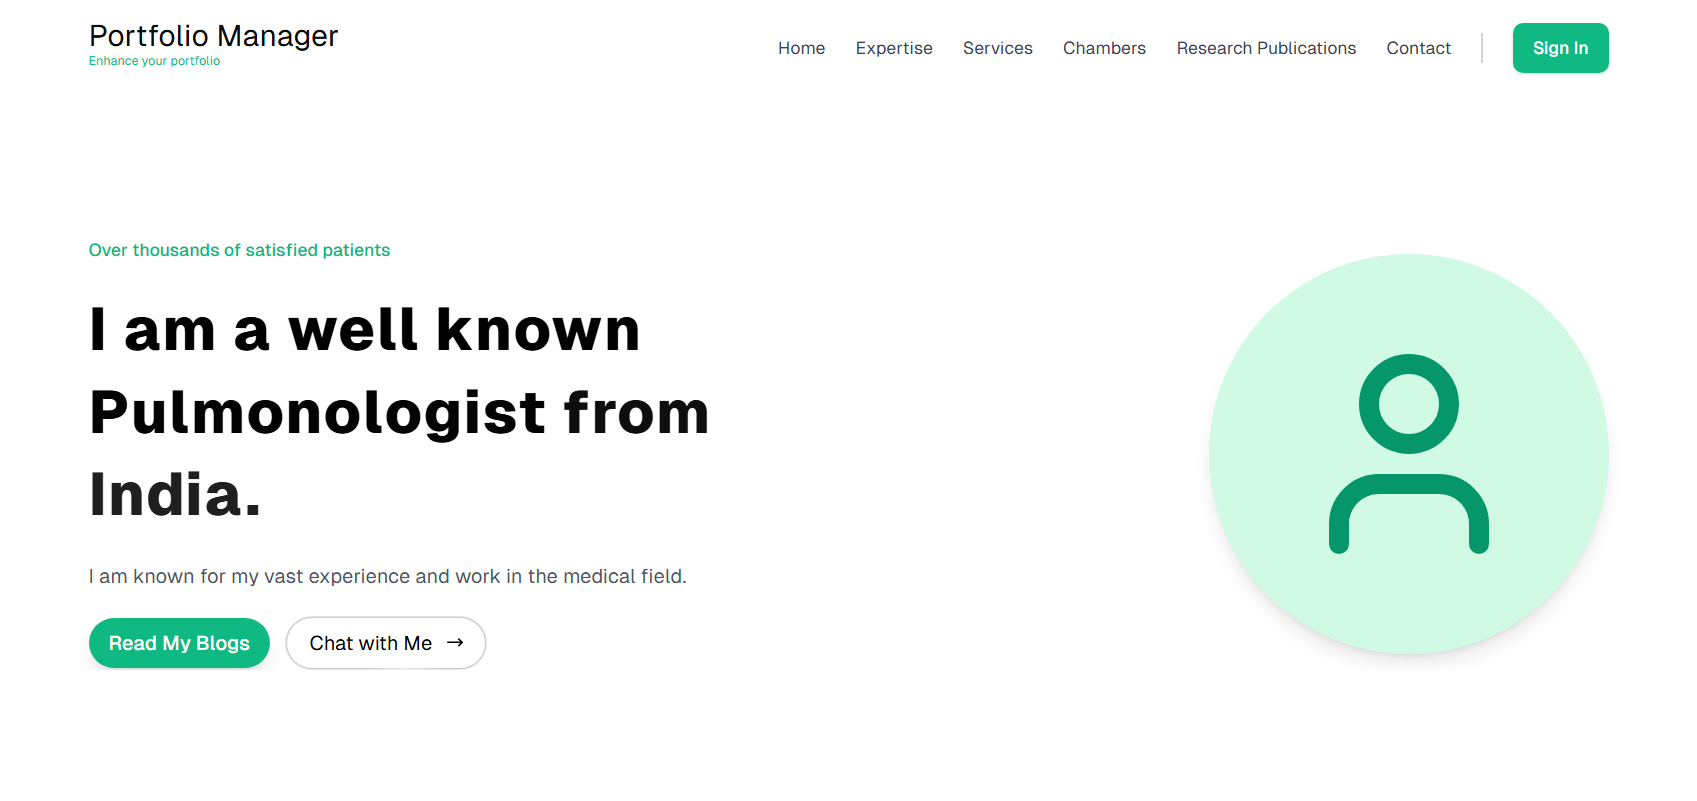 Portfolio Manager
Enhance your portfolio
Home
Expertise
Services
Chambers
Research Publications
Contact
Sign In
Over thousands of satisfied patients
I am a well known
Pulmonologist from
India.
I am known for my vast experience and work in the medical field.
Read My Blogs
Chat with Me →